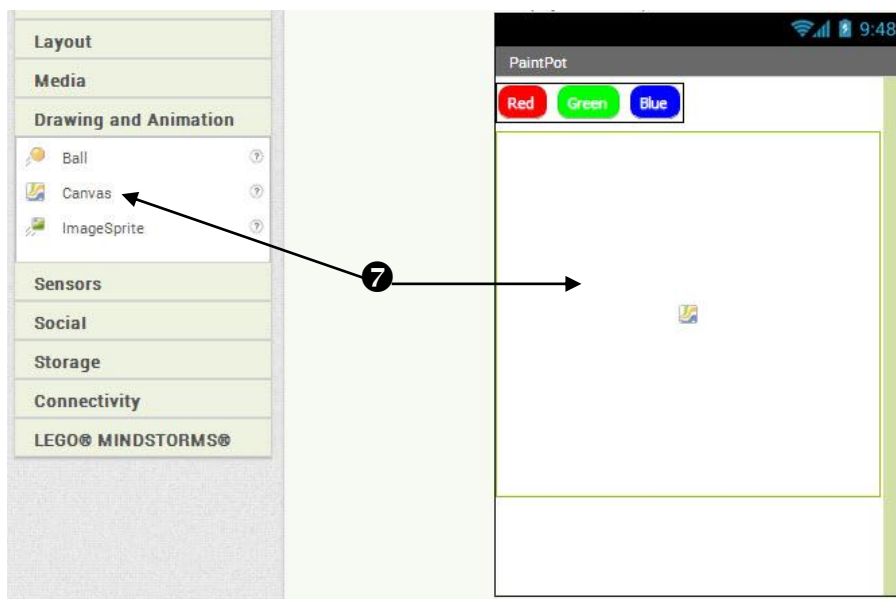 Layout
Media
Drawing and Animation
Ball ?
Canvas ?
ImageSprite ?
Sensors
Social
Storage
Connectivity
LEGO® MINDSTORMS®
7
9:48
PaintPot
Red Green Blue